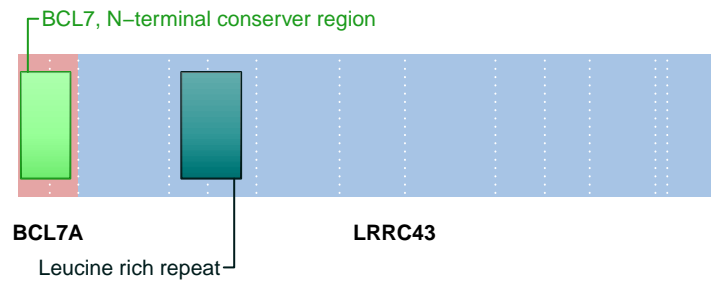 BCL7, N−terminal conserver region
BCL7A
LRRC43
Leucine rich repeat